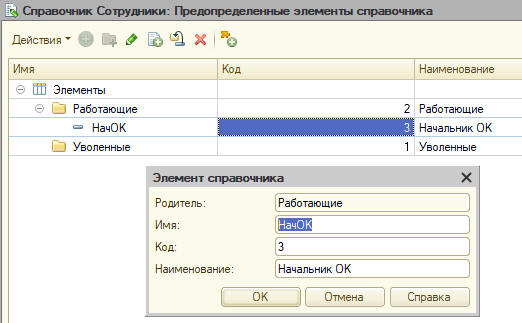 Справочник Сотрудники: Предопределенные элементы справочника
Действия
Имя Код Наименование
Элементы
Работающие 2 Работающие
НачОК 3 Начальник ОК
Уволенные 1 Уволенные
Элемент справочника
Родитель: Работающие
Имя: НачОК
Код: 3
Наименование: Начальник ОК
OK Отмена Справка